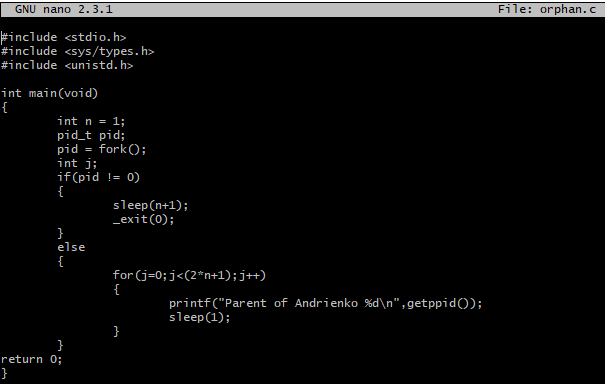 GNU nano 2.3.1 File: orphan.c
#include <stdio.h>
#include <sys/types.h>
#include <unistd.h>
int main(void)
{
int n = 1;
pid_t pid;
pid = fork();
int j;
if(pid != 0)
{
sleep(n+1);
_exit(0);
}
else
{
for(j=0;j<(2*n+1);j++)
{
printf("Parent of Andrienko %d\n",getppid());
sleep(1);
}
}
return 0;
}